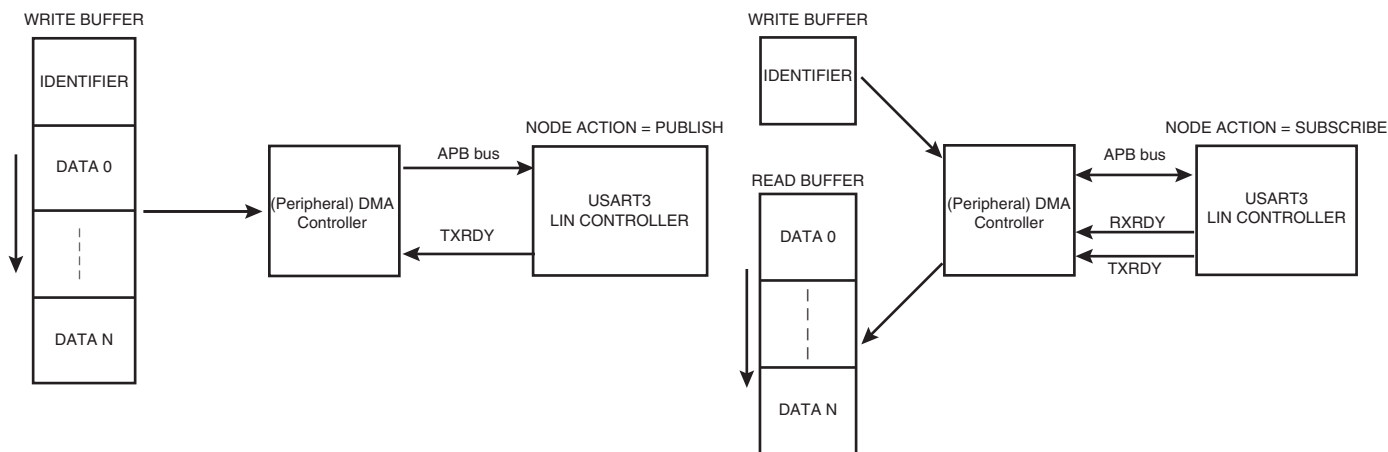 WRITE BUFFER
IDENTIFIER
DATA 0
DATA N
(Peripheral) DMA
Controller
APB bus
TXRDY
NODE ACTION = PUBLISH
USART3
LIN CONTROLLER
WRITE BUFFER
IDENTIFIER
READ BUFFER
DATA 0
DATA N
(Peripheral) DMA
Controller
APB bus
RXRDY
TXRDY
NODE ACTION = SUBSCRIBE
USART3
LIN CONTROLLER